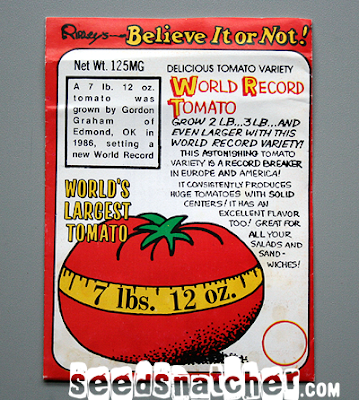 Ripley's—Believe It or Not!
Net Wt. 125MG
A 7 lb. 12 oz.
tomato was
grown by Gordon
Graham of
Edmond, OK in
1986, setting a
new World Record
DELICIOUS TOMATO VARIETY
WORLD RECORD
TOMATO
GROW 2 LB...3 LB...AND
EVEN LARGER WITH THIS
WORLD RECORD VARIETY!
THIS ASTONISHING TOMATO
VARIETY IS A RECORD BREAKER
IN EUROPE AND AMERICA!
IT CONSISTENTLY PRODUCES
HUGE TOMATOES WITH SOLID
CENTERS! IT HAS AN
EXCELLENT FLAVOR
TOO! GREAT FOR
ALL YOUR
SALADS AND
SAND-
WICHES!
WORLD'S
LARGEST
TOMATO
7 lbs. 12 oz.
seedsnatcher.COM